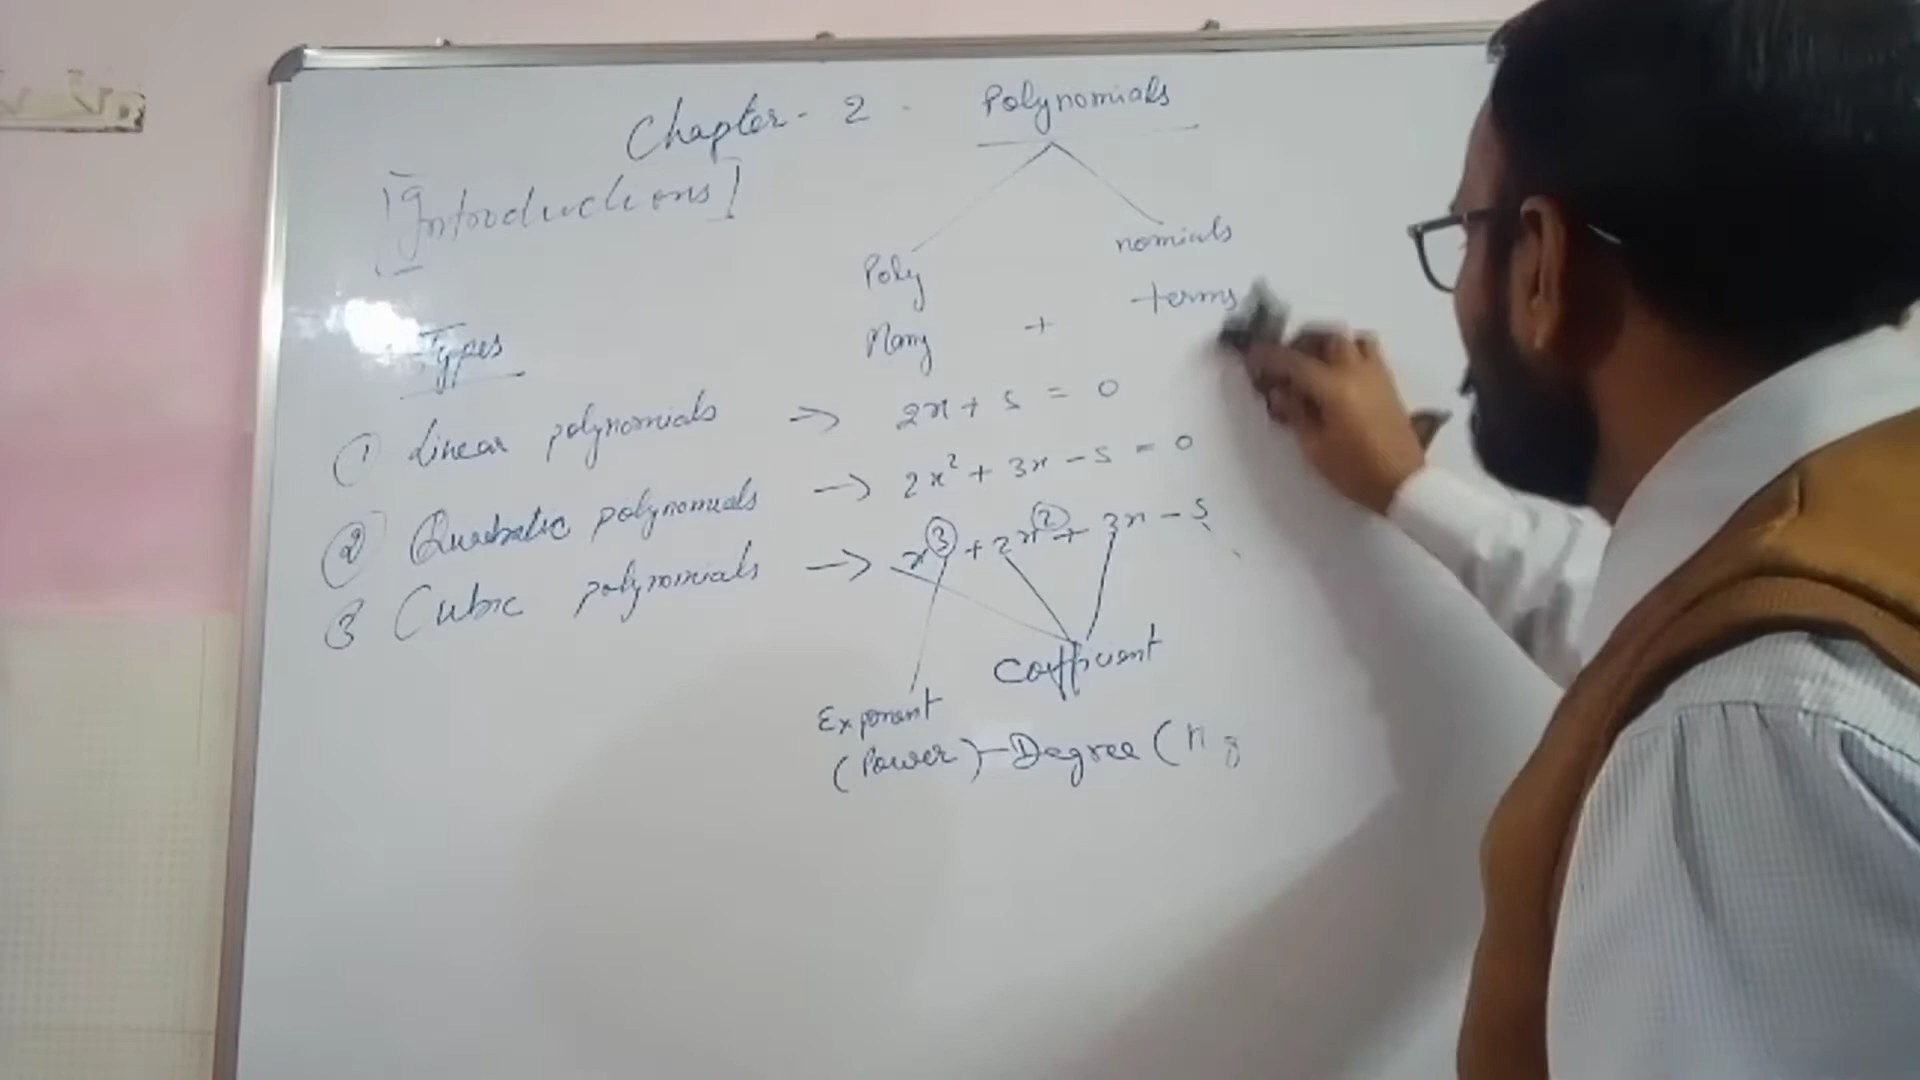 Chapter - 2 - Polynomials
[Introductions]
Poly nomials
Many + terms
Types
① Linear polynomials → 2x + 5 = 0
② Quadratic polynomials → 2x² + 3x - 5 = 0
③ Cubic polynomials → x³ + 2x² + 3x - 5
Coefficient
Exponent
(Power) - Degree (